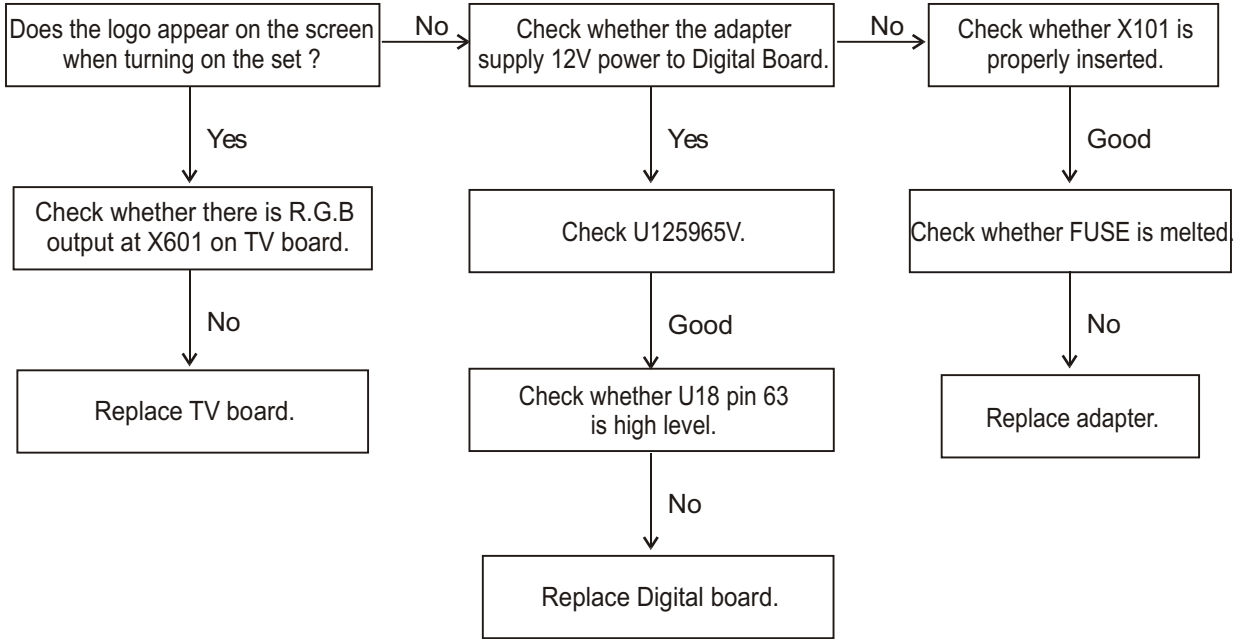 Does the logo appear on the screen
when turning on the set ?
No
Check whether the adapter
supply 12V power to Digital Board.
No
Check whether X101 is
properly inserted.
Yes
Yes
Good
Check whether there is R.G.B
output at X601 on TV board.
Check U125965V.
Check whether FUSE is melted.
No
Good
No
Replace TV board.
Check whether U18 pin 63
is high level.
Replace adapter.
No
Replace Digital board.